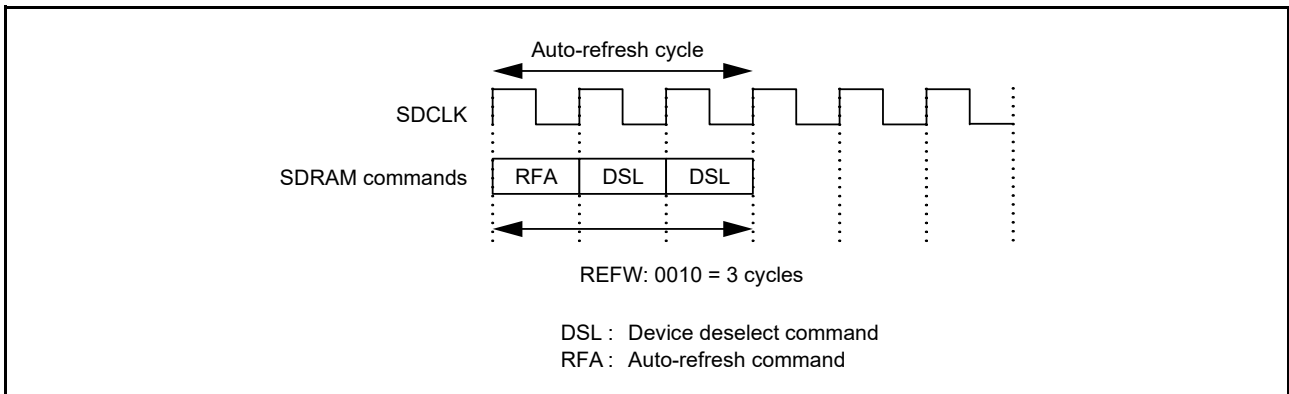 Auto-refresh cycle
SDCLK
SDRAM commands
RFA DSL DSL
REFW: 0010 = 3 cycles
DSL : Device deselect command
RFA : Auto-refresh command